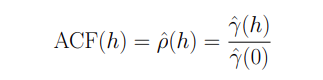 ACF(h) = ρ̂(h) = γ̂(h) / γ̂(0)